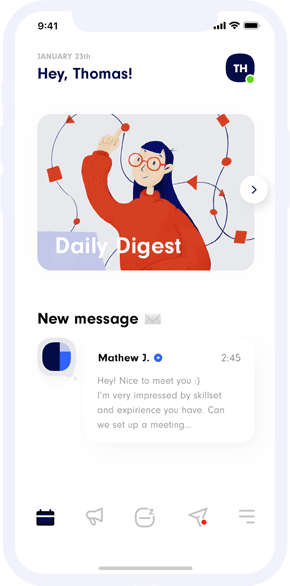 9:41
JANUARY 23th
Hey, Thomas!
TH
Daily Digest
New message
Mathew J.
2:45
Hey! Nice to meet you :)
I'm very impressed by skillset
and expirience you have. Can
we set up a meeting...
z